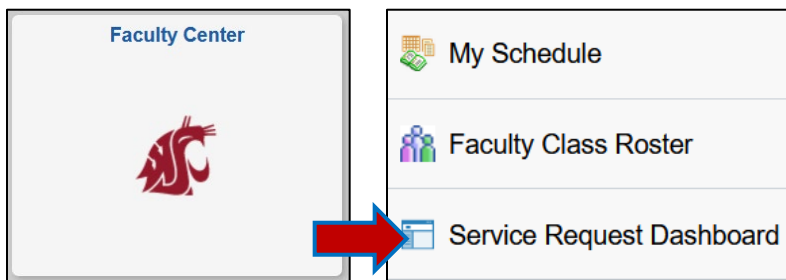 Faculty Center
My Schedule
Faculty Class Roster
Service Request Dashboard